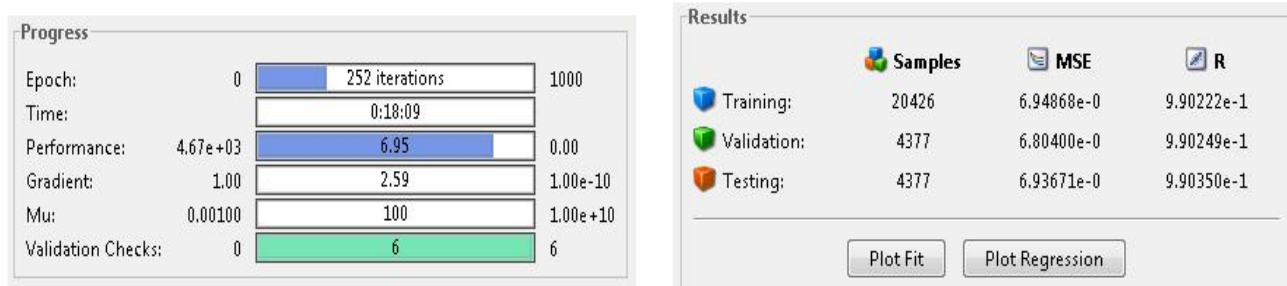 Progress
Epoch: 0 252 iterations 1000
Time: 0:18:09
Performance: 4.67e+03 6.95 0.00
Gradient: 1.00 2.59 1.00e-10
Mu: 0.00100 100 1.00e+10
Validation Checks: 0 6 6
Results
Samples MSE R
Training: 20426 6.94868e-0 9.90222e-1
Validation: 4377 6.80400e-0 9.90249e-1
Testing: 4377 6.93671e-0 9.90350e-1
Plot Fit Plot Regression